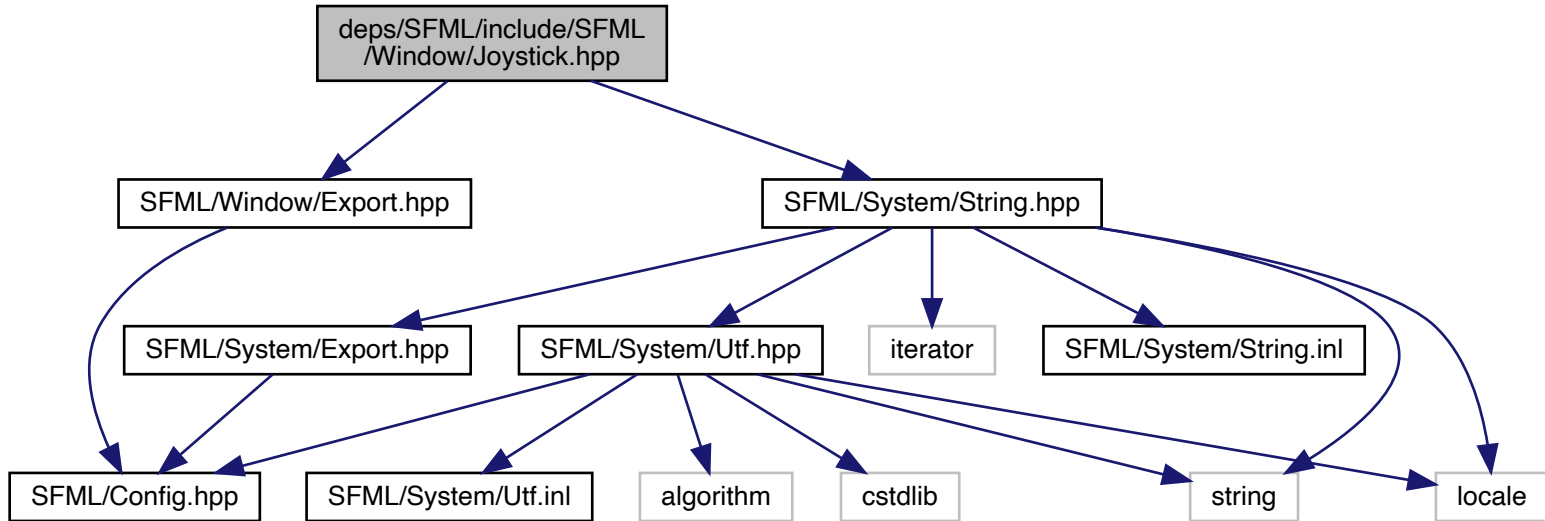 deps/SFML/include/SFML
/Window/Joystick.hpp
SFML/Window/Export.hpp
SFML/System/String.hpp
SFML/System/Export.hpp
SFML/System/Utf.hpp
iterator
SFML/System/String.inl
SFML/Config.hpp
SFML/System/Utf.inl
algorithm
cstdlib
string
locale